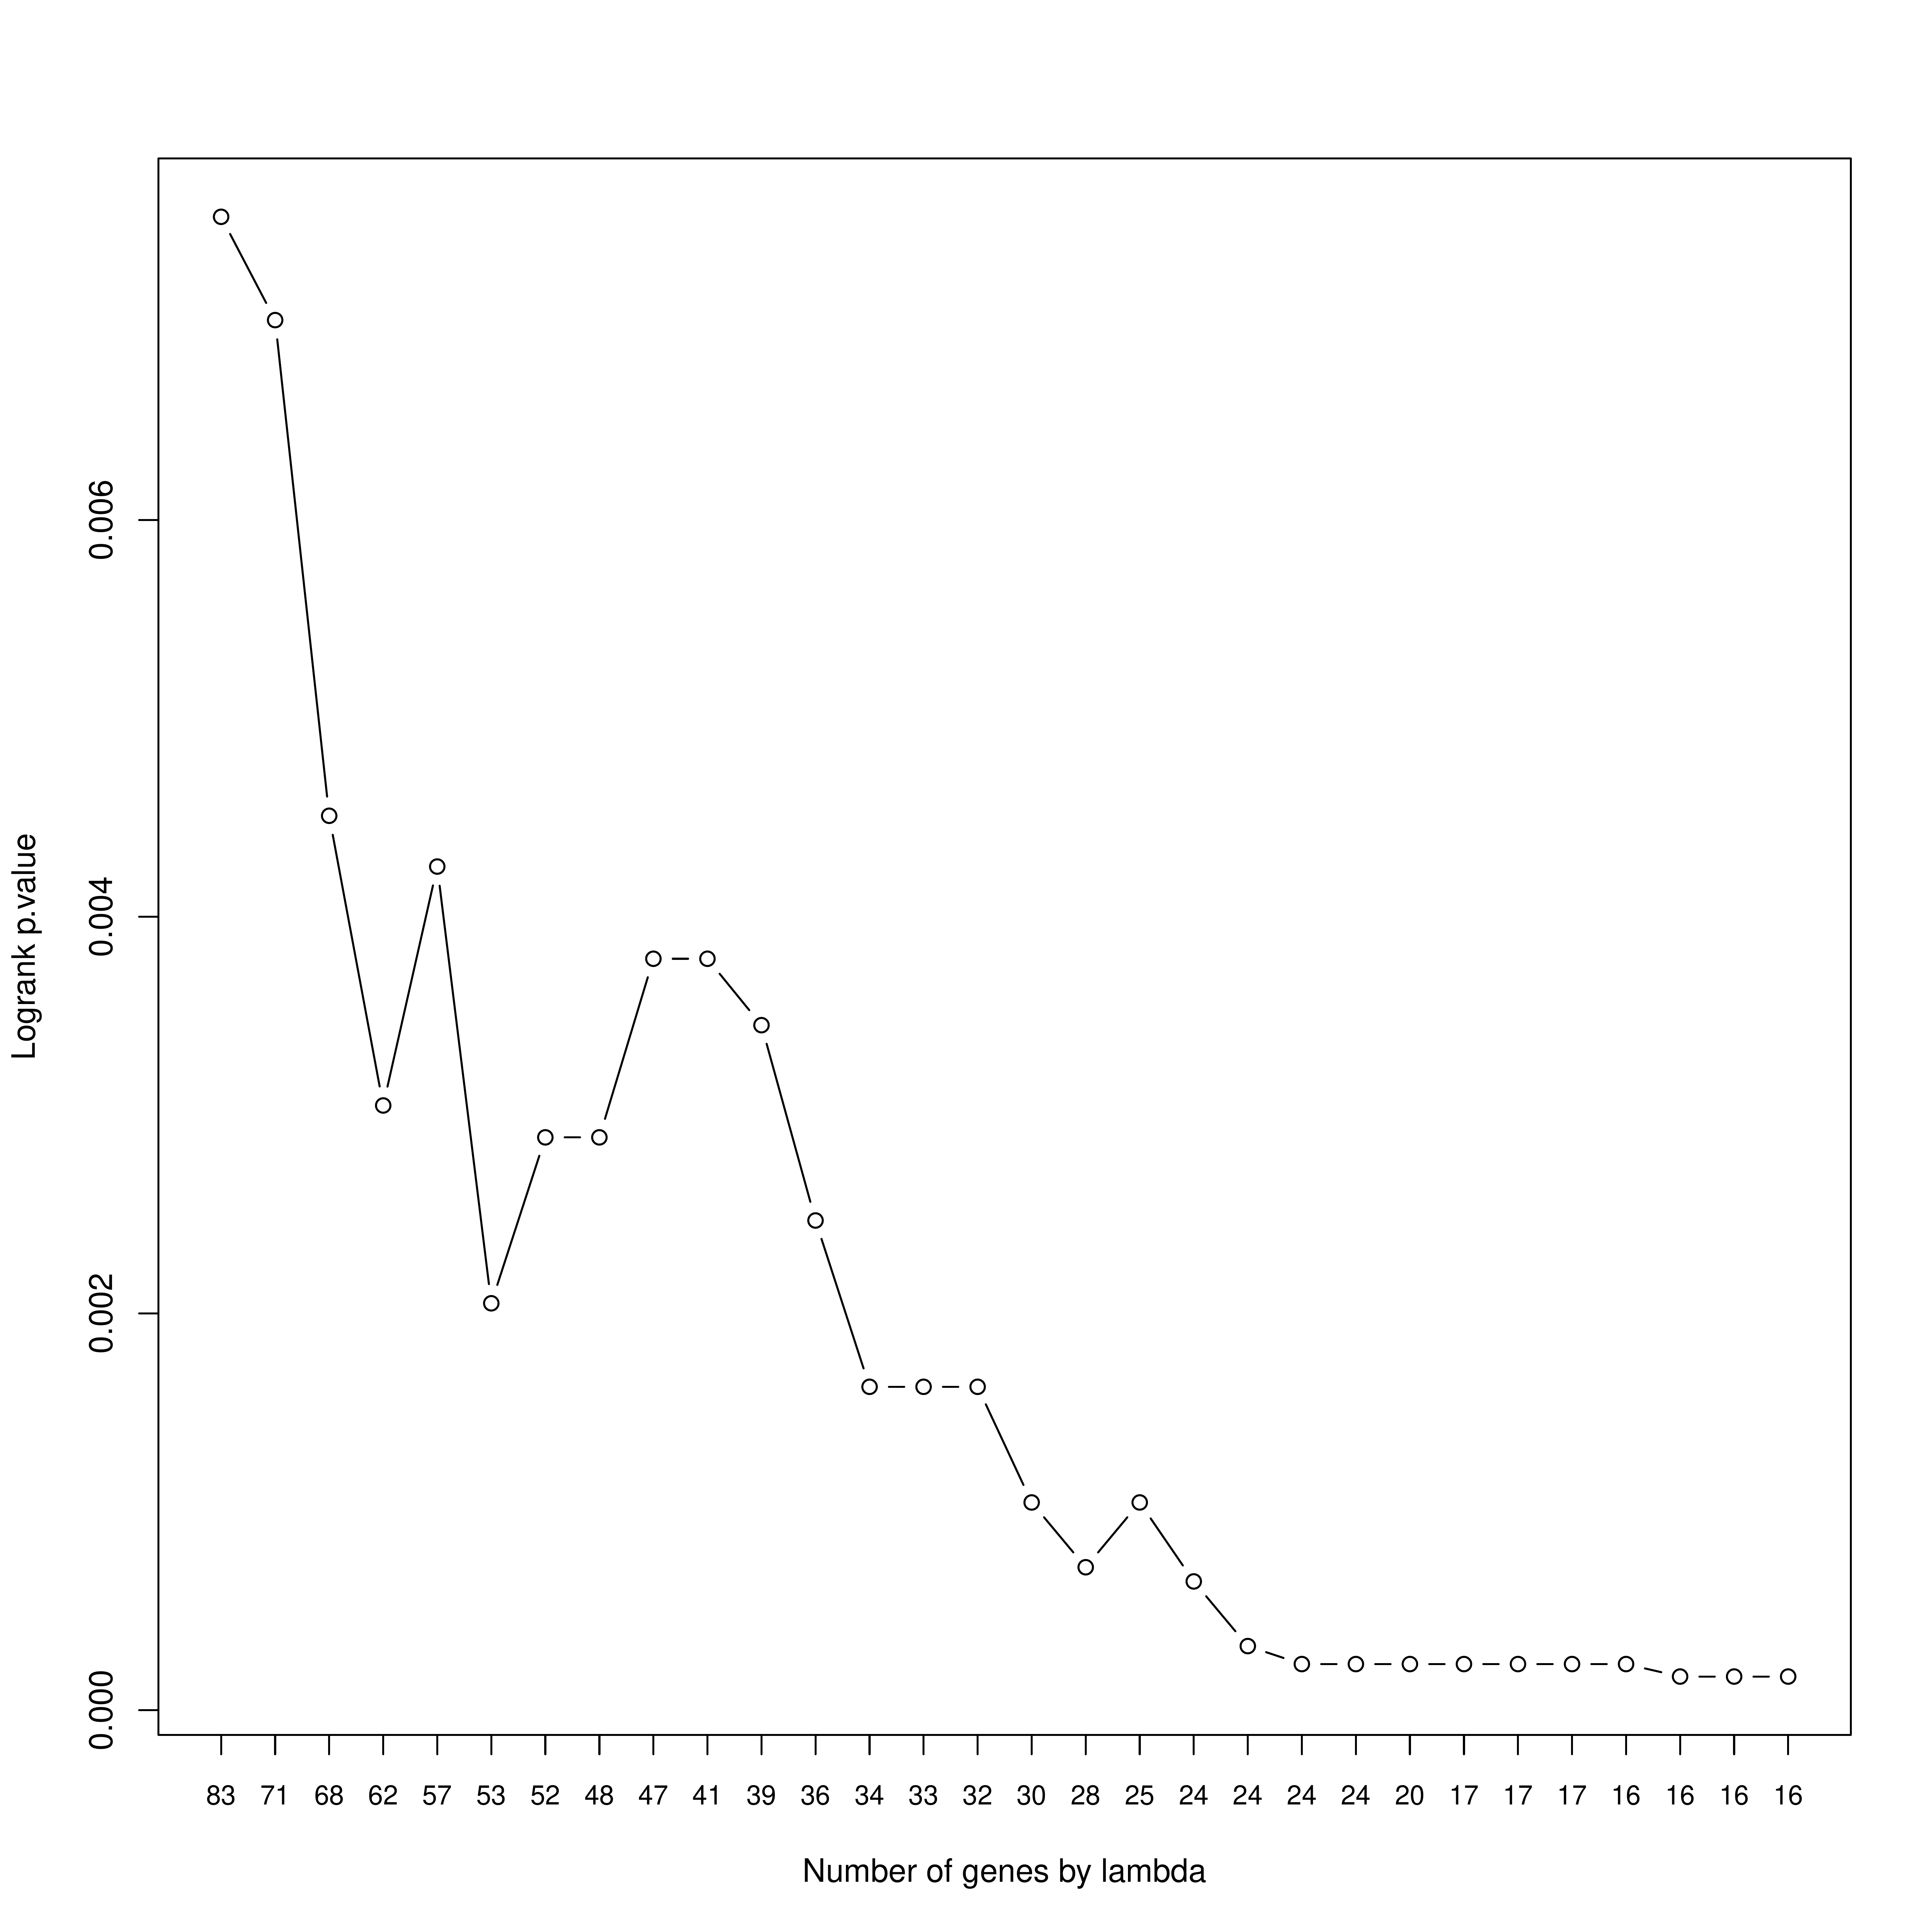 Logrank p.value
0.006
0.004
0.002
0.000
83 71 68 62 57 53 52 48 47 41 39 36 34 33 32 30 28 25 24 24 24 24 20 17 17 17 16 16 16 16
Number of genes by lambda